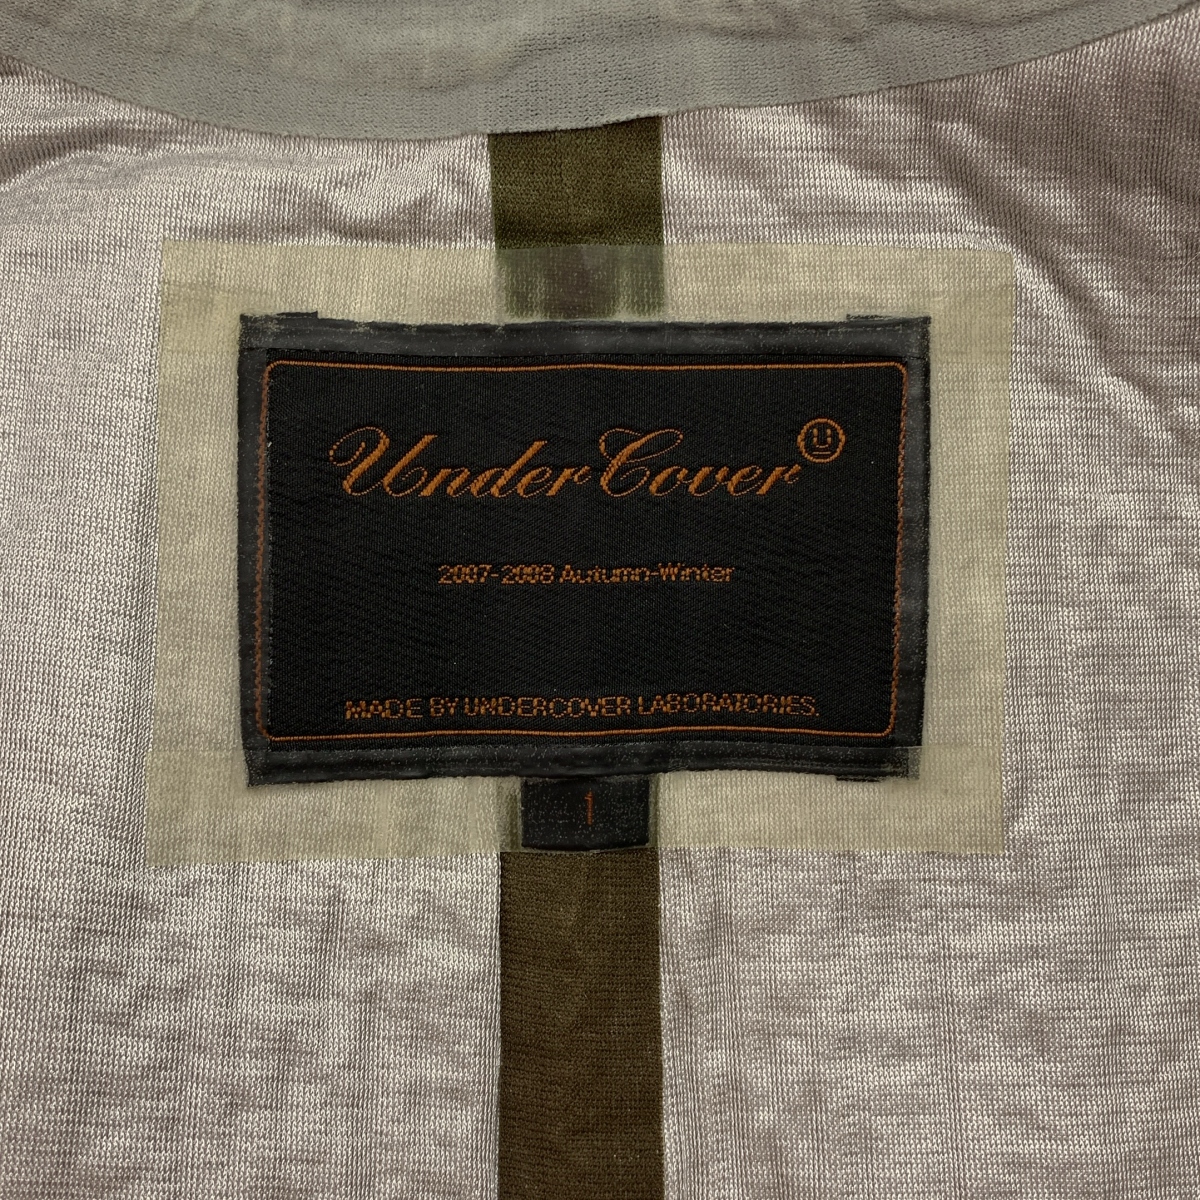 UnderCover Ⓤ
2007-2008 Autumn-Winter
MADE BY UNDERCOVER LABORATORIES.
1